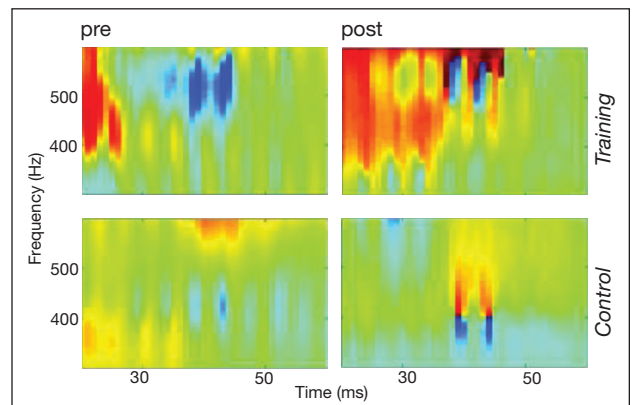 pre
post
500
400
Training
Frequency (Hz)
500
400
Control
30
50
30
50
Time (ms)